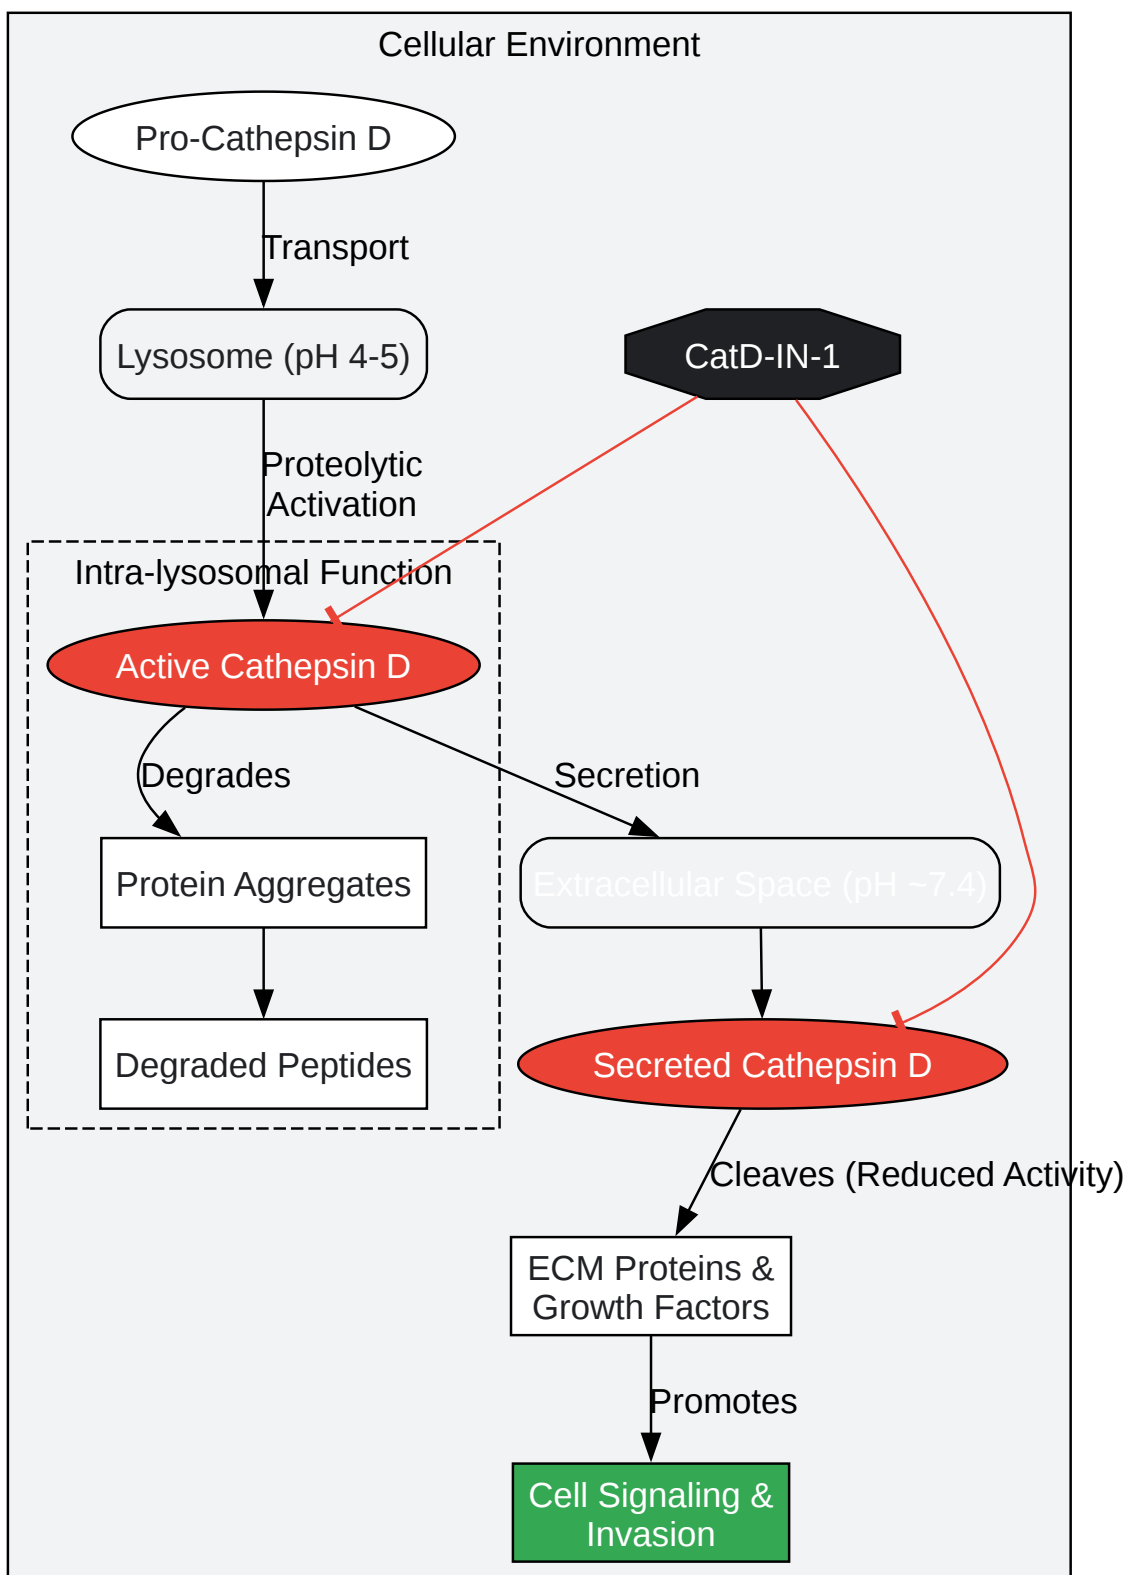 Cellular Environment
Pro-Cathepsin D
Transport
Lysosome (pH 4-5)
CatD-IN-1
Proteolytic
Activation
Intra-lysosomal Function
Active Cathepsin D
Degrades
Secretion
Protein Aggregates
Extracellular Space (pH ~7.4)
Degraded Peptides
Secreted Cathepsin D
Cleaves (Reduced Activity)
ECM Proteins &
Growth Factors
Promotes
Cell Signaling &
Invasion